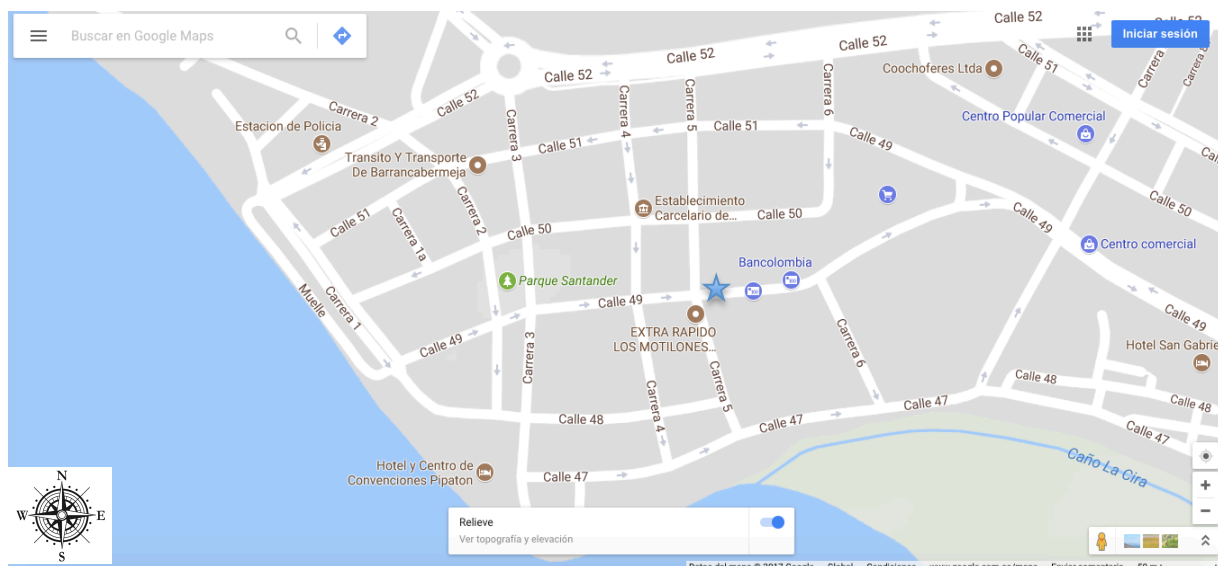 Buscar en Google Maps
Iniciar sesión
Calle 52
Calle 52
Calle 52
Calle 52
Calle 52
Coochoferes Ltda
Calle 51
Carrera 2
Estacion de Policía
Carrera 3
Carrera 4
Carrera 5
Carrera 6
Centro Popular Comercial
Calle 51
Calle 51
Calle 49
Transito Y Transporte
De Barrancabermeja
Calle 50
Establecimiento
Carcelario de...
Calle 50
Calle 50
Carrera 2
Calle 51
Carrera 1a
Calle 49
Centro comercial
Parque Santander
Bancolombia
Muelle
Carrera 1
Calle 49
Calle 49
Calle 49
EXTRA RAPIDO
LOS MOTILONES...
Carrera 3
Carrera 6
Hotel San Gabrie
Calle 48
Carrera 4
Carrera 5
Calle 48
Calle 47
Calle 48
Calle 47
Calle 47
Hotel y Centro de
Convenciones Pipaton
Calle 47
Caño La Cira
N
W
E
S
Relieve
Ver topografía y elevación